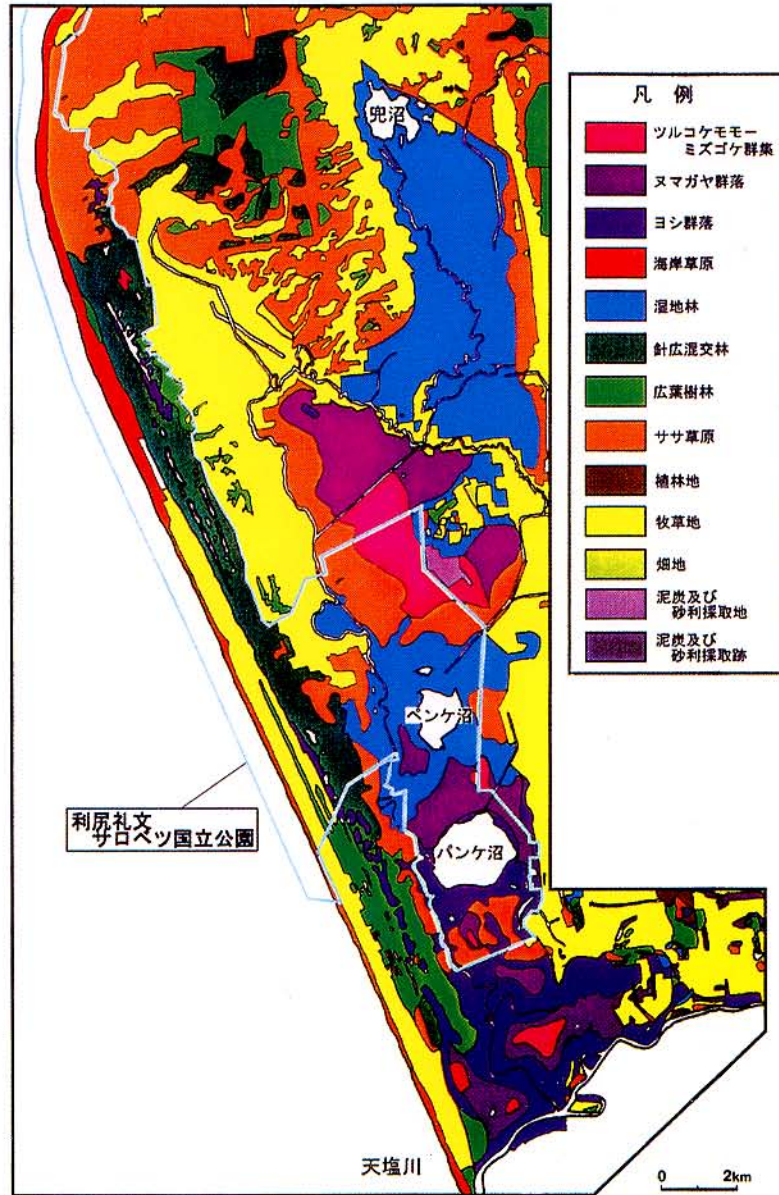 兜沼
ペンケ沼
パンケ沼
利尻礼文
サロベツ国立公園
天塩川
凡 例
ツルコケモモー
ミズゴケ群集
ヌマガヤ群落
ヨシ群落
海岸草原
湿地林
針広混交林
広葉樹林
ササ草原
植林地
牧草地
畑地
泥炭及び
砂利採取地
泥炭及び
砂利採取跡
0 2km